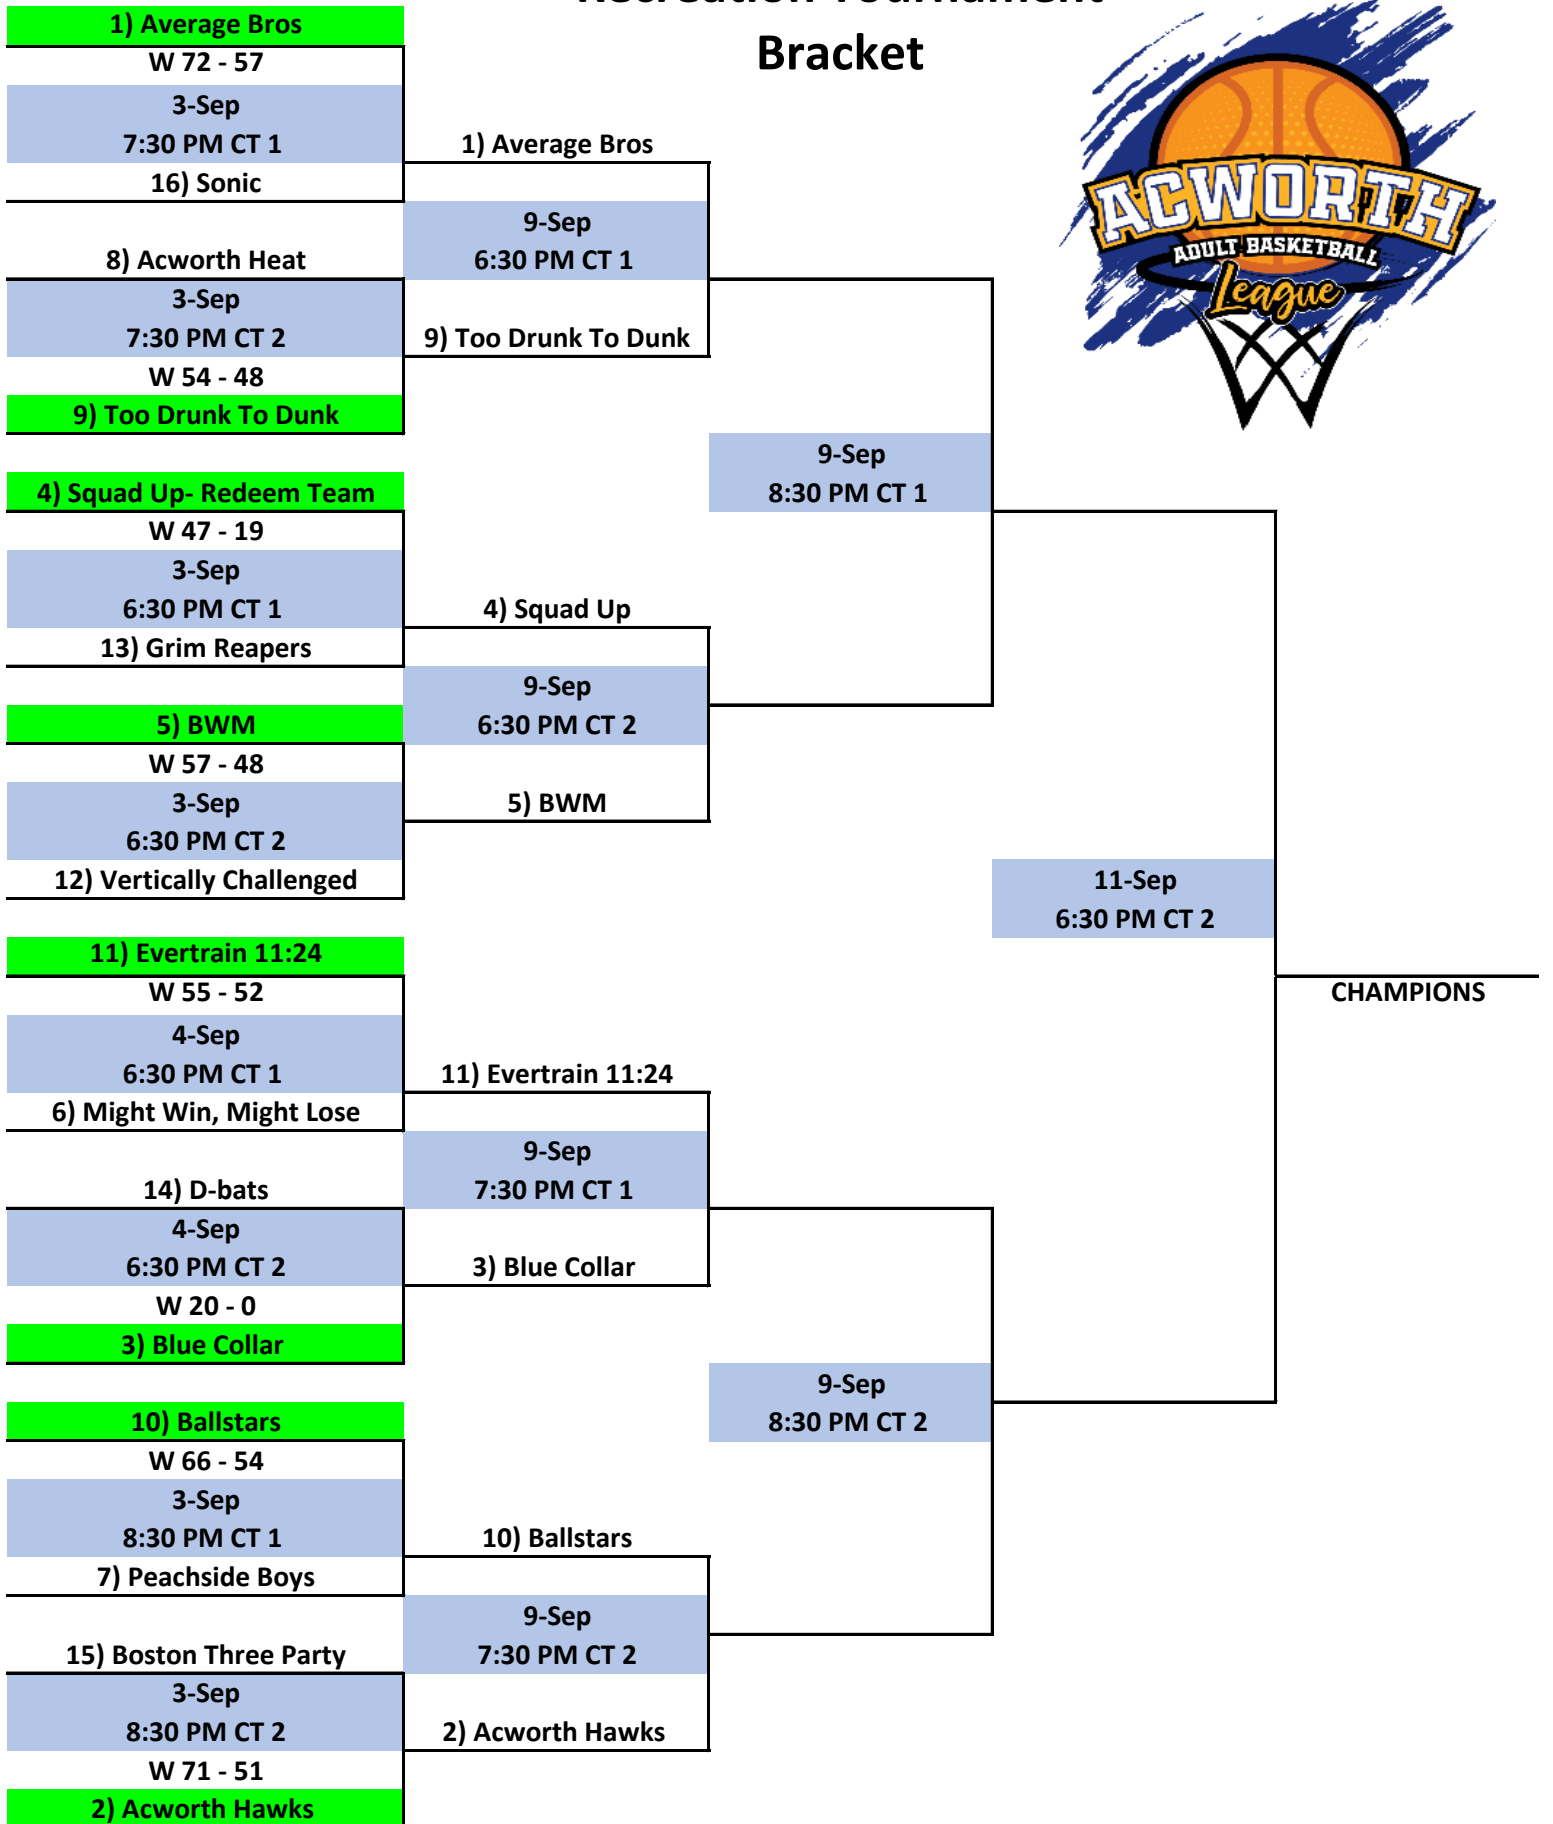 Recreation Tournament
Bracket
ACWORTH
ADULT BASKETBALL
League
1) Average Bros
W 72 - 57
3-Sep
7:30 PM CT 1
16) Sonic
8) Acworth Heat
3-Sep
7:30 PM CT 2
W 54 - 48
9) Too Drunk To Dunk
4) Squad Up- Redeem Team
W 47 - 19
3-Sep
6:30 PM CT 1
13) Grim Reapers
5) BWM
W 57 - 48
3-Sep
6:30 PM CT 2
12) Vertically Challenged
11) Evertrain 11:24
W 55 - 52
4-Sep
6:30 PM CT 1
6) Might Win, Might Lose
14) D-bats
4-Sep
6:30 PM CT 2
W 20 - 0
3) Blue Collar
10) Ballstars
W 66 - 54
3-Sep
8:30 PM CT 1
7) Peachside Boys
15) Boston Three Party
3-Sep
8:30 PM CT 2
W 71 - 51
2) Acworth Hawks
1) Average Bros
9-Sep
6:30 PM CT 1
9) Too Drunk To Dunk
4) Squad Up
9-Sep
6:30 PM CT 2
5) BWM
11) Evertrain 11:24
9-Sep
7:30 PM CT 1
3) Blue Collar
10) Ballstars
9-Sep
7:30 PM CT 2
2) Acworth Hawks
9-Sep
8:30 PM CT 1
9-Sep
8:30 PM CT 2
11-Sep
6:30 PM CT 2
CHAMPIONS